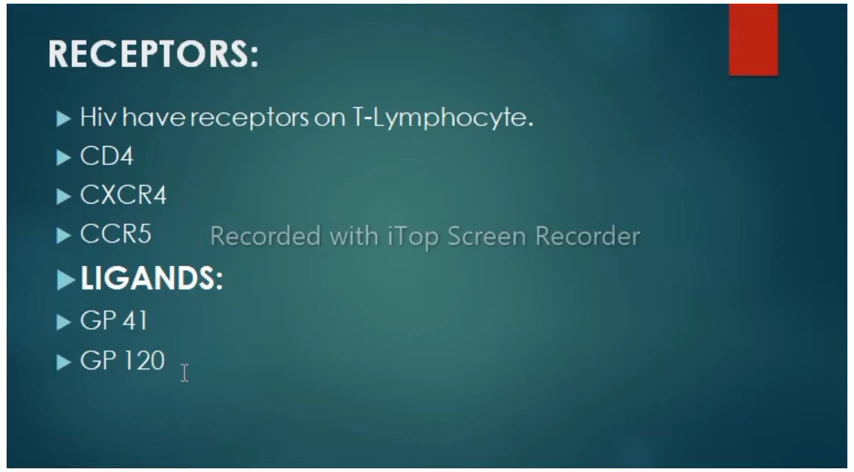 RECEPTORS:
Hiv have receptors on T-Lymphocyte.
CD4
CXCR4
CCR5
Recorded with iTop Screen Recorder
LIGANDS:
GP 41
GP 120